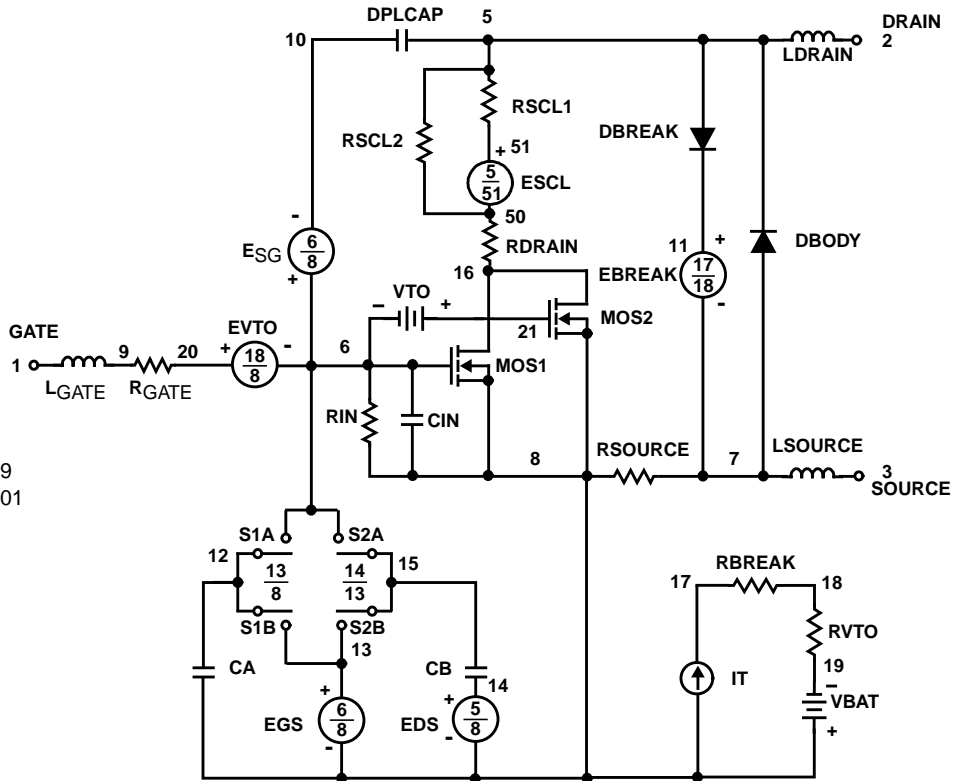 DPLCAP
5
10
DRAIN
2
LDRAIN
RSCL1
RSCL2
DBREAK
+ 51
5
51
ESCL
50
-
RDRAIN
ESG
6
8
+
+
11
EBREAK
17
18
-
DBODY
16
- VTO +
21
MOS2
GATE
EVTO
1
9
20
+
18
8
-
6
MOS1
LGATE
RGATE
RIN
CIN
RSOURCE
LSOURCE
8
7
3
SOURCE
9
01
S1A
S2A
12
13
8
14
13
15
S1B
S2B
13
RBREAK
17
18
RVTO
CA
CB
14
IT
19
-
VBAT
+
+
EGS
6
8
-
+
EDS
5
8
-